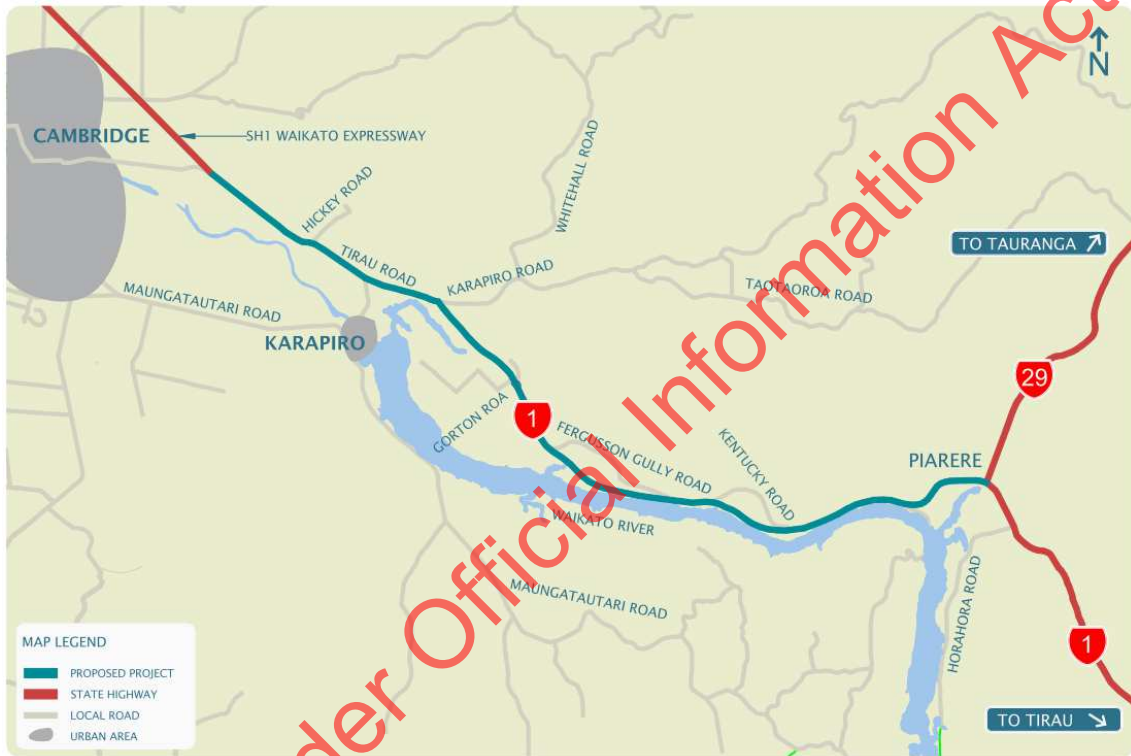 N
CAMBRIDGE
SH1 WAIKATO EXPRESSWAY
HICKEY ROAD
WHITEHALL ROAD
TIRAU ROAD
KARAPIRO ROAD
TO TAURANGA
TAOTAOROA ROAD
MAUNGATAUTARI ROAD
KARAPIRO
29
GORTON ROA
1
FERGUSSON GULLY ROAD
KENTUCKY ROAD
PIARERE
WAIKATO RIVER
MAUNGATAUTARI ROAD
HORAHORA ROAD
1
MAP LEGEND
PROPOSED PROJECT
STATE HIGHWAY
LOCAL ROAD
URBAN AREA
TO TIRAU
der Official Information Act